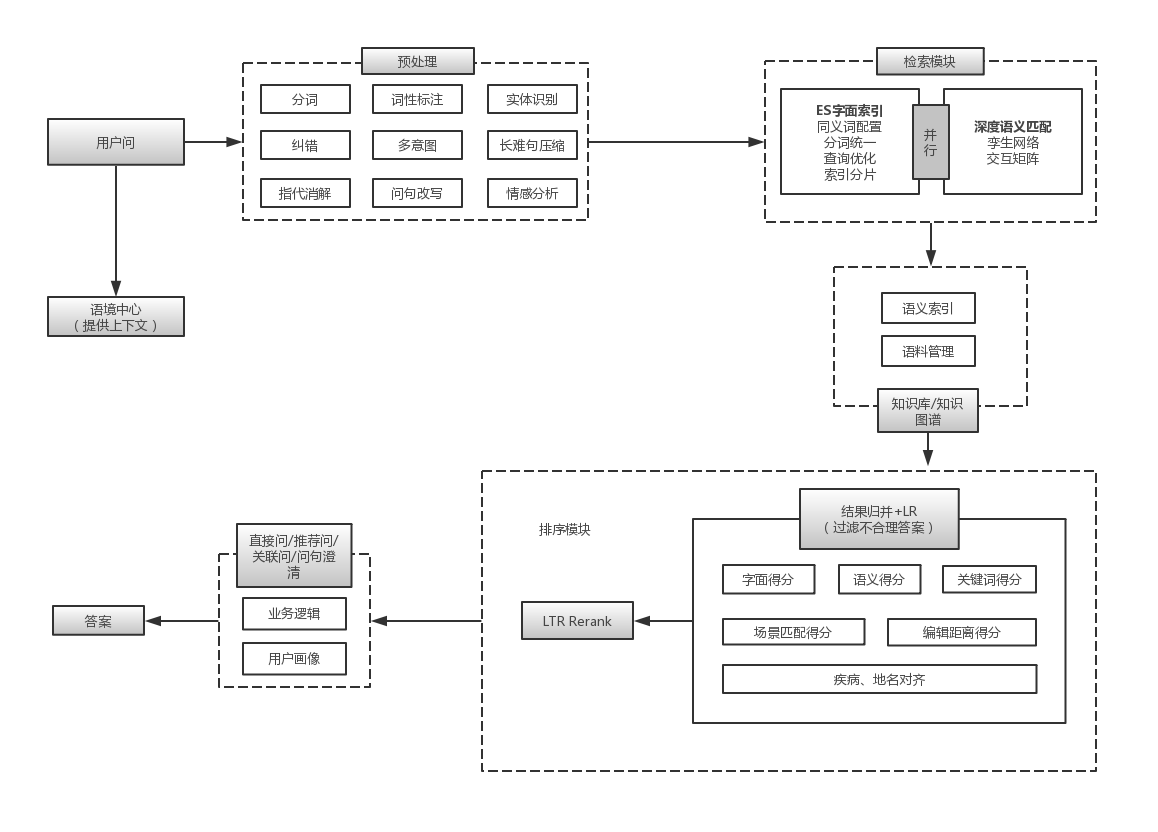 用户问
语境中心
（提供上下文）
预处理
分词
词性标注
实体识别
纠错
多意图
长难句压缩
指代消解
问句改写
情感分析
检索模块
ES字面索引
同义词配置
分词统一
查询优化
索引分片
并
行
深度语义匹配
孪生网络
交互矩阵
语义索引
语料管理
知识库/知识
图谱
排序模块
结果归并+LR
（过滤不合理答案）
字面得分
语义得分
关键词得分
场景匹配得分
编辑距离得分
疾病、地名对齐
LTR Rerank
直接问/推荐问/
关联问/问句澄
清
业务逻辑
用户画像
答案